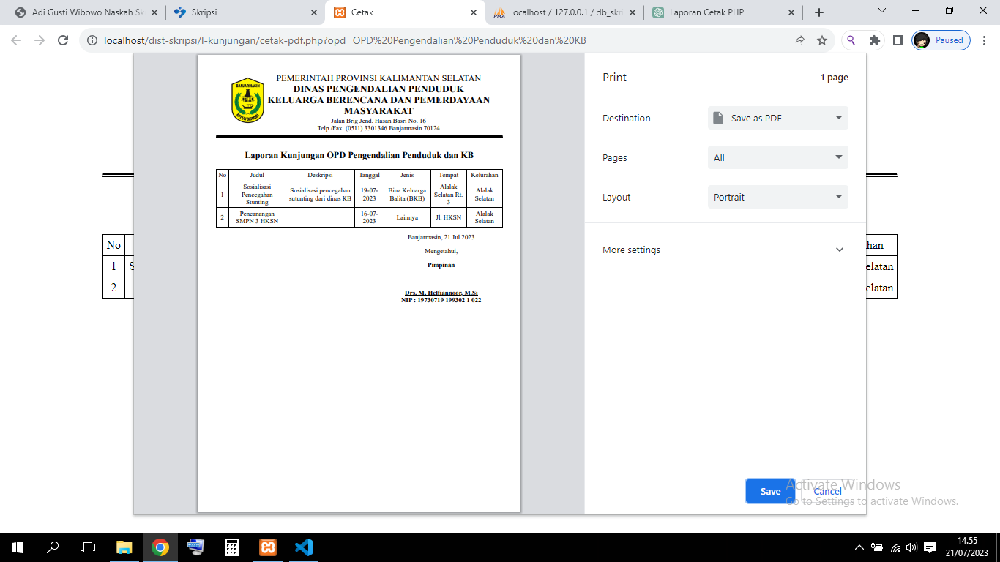 Adi Gusti Wibowo Naskah Sk
Skripsi
Cetak
localhost / 127.0.0.1 / db_skr
Laporan Cetak PHP
localhost/dist-skripsi/l-kunjungan/cetak-pdf.php?opd=OPD%20Pengendalian%20Penduduk%20dan%20KB
Paused
BANJARMASIN
KAYUH BAIMBAI
PEMERINTAH PROVINSI KALIMANTAN SELATAN
DINAS PENGENDALIAN PENDUDUK
KELUARGA BERENCANA DAN PEMERDAYAAN
MASYARAKAT
Jalan Brig Jend. Hasan Basri No. 16
Telp./Fax. (0511) 3301346 Banjarmasin 70124
Laporan Kunjungan OPD Pengendalian Penduduk dan KB
No Judul Deskripsi Tanggal Jenis Tempat Kelurahan
1 Sosialisasi Pencegahan Stunting Sosialisasi pencegahan sutunting dari dinas KB 19-07-2023 Bina Keluarga Balita (BKB) Alalak Selatan Rt. 3 Alalak Selatan
2 Pencanangan SMPN 3 HKSN 16-07-2023 Lainnya Jl. HKSN Alalak Selatan
Banjarmasin, 21 Jul 2023
Mengetahui,
Pimpinan
Drs. M. Helfiannoor, M.Si
NIP : 19730719 199302 1 022
No
1 S
2
han
elatan
elatan
Print
1 page
Destination
Save as PDF
Pages
All
Layout
Portrait
More settings
Save
Cancel
Activate Windows
Go to Settings to activate Windows.
14.55
21/07/2023